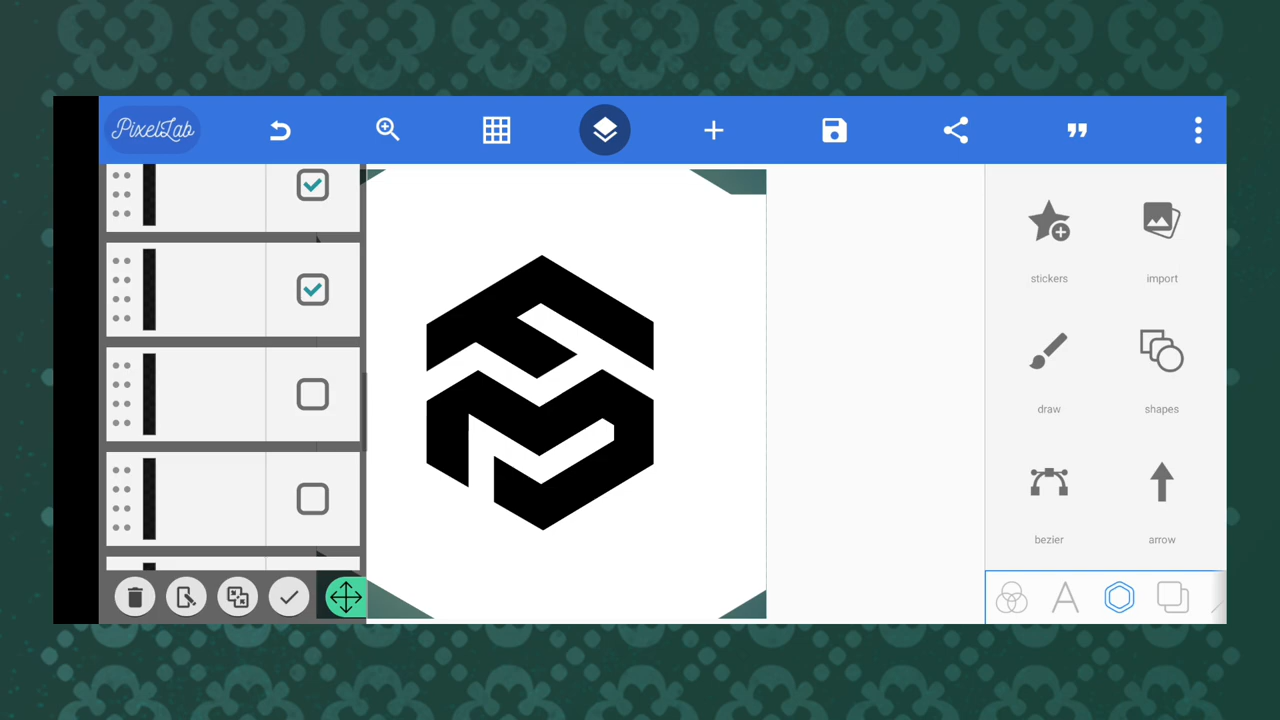 PixelLab
stickers
import
draw
shapes
bezier
arrow